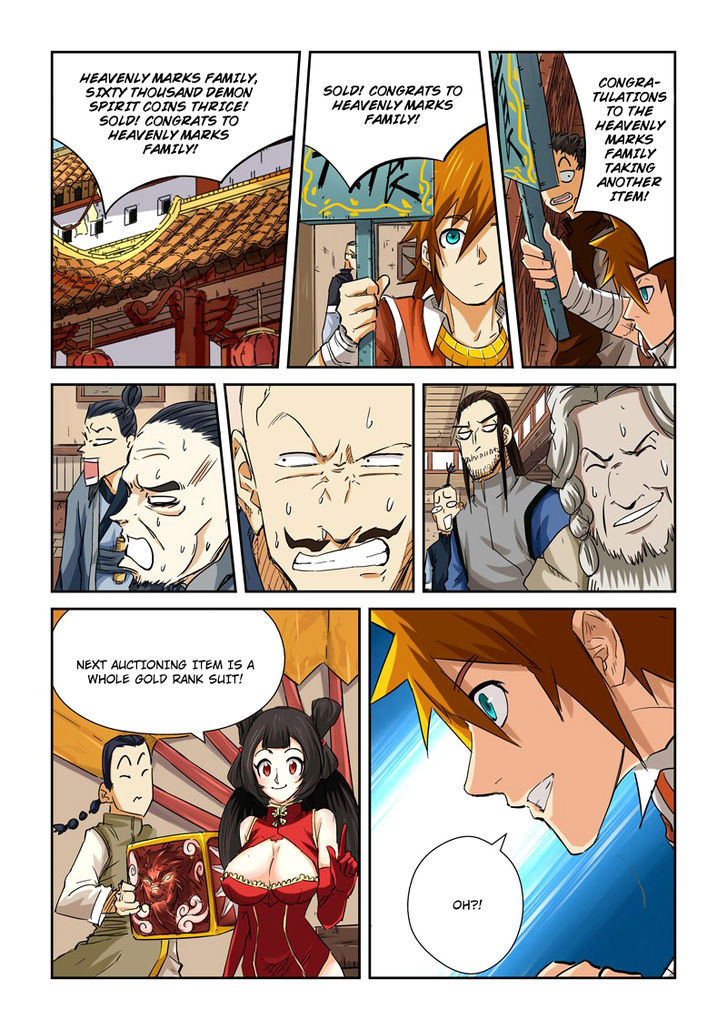 HEAVENLY MARKS FAMILY,
SIXTY THOUSAND DEMON
SPIRIT COINS THRICE!
SOLD! CONGRATS TO
HEAVENLY MARKS
FAMILY!
SOLD! CONGRATS TO
HEAVENLY MARKS
FAMILY!
CONGRA-
TULATIONS
TO THE
HEAVENLY
MARKS
FAMILY
TAKING
ANOTHER
ITEM!
NEXT AUCTIONING ITEM IS A
WHOLE GOLD RANK SUIT!
OH?!